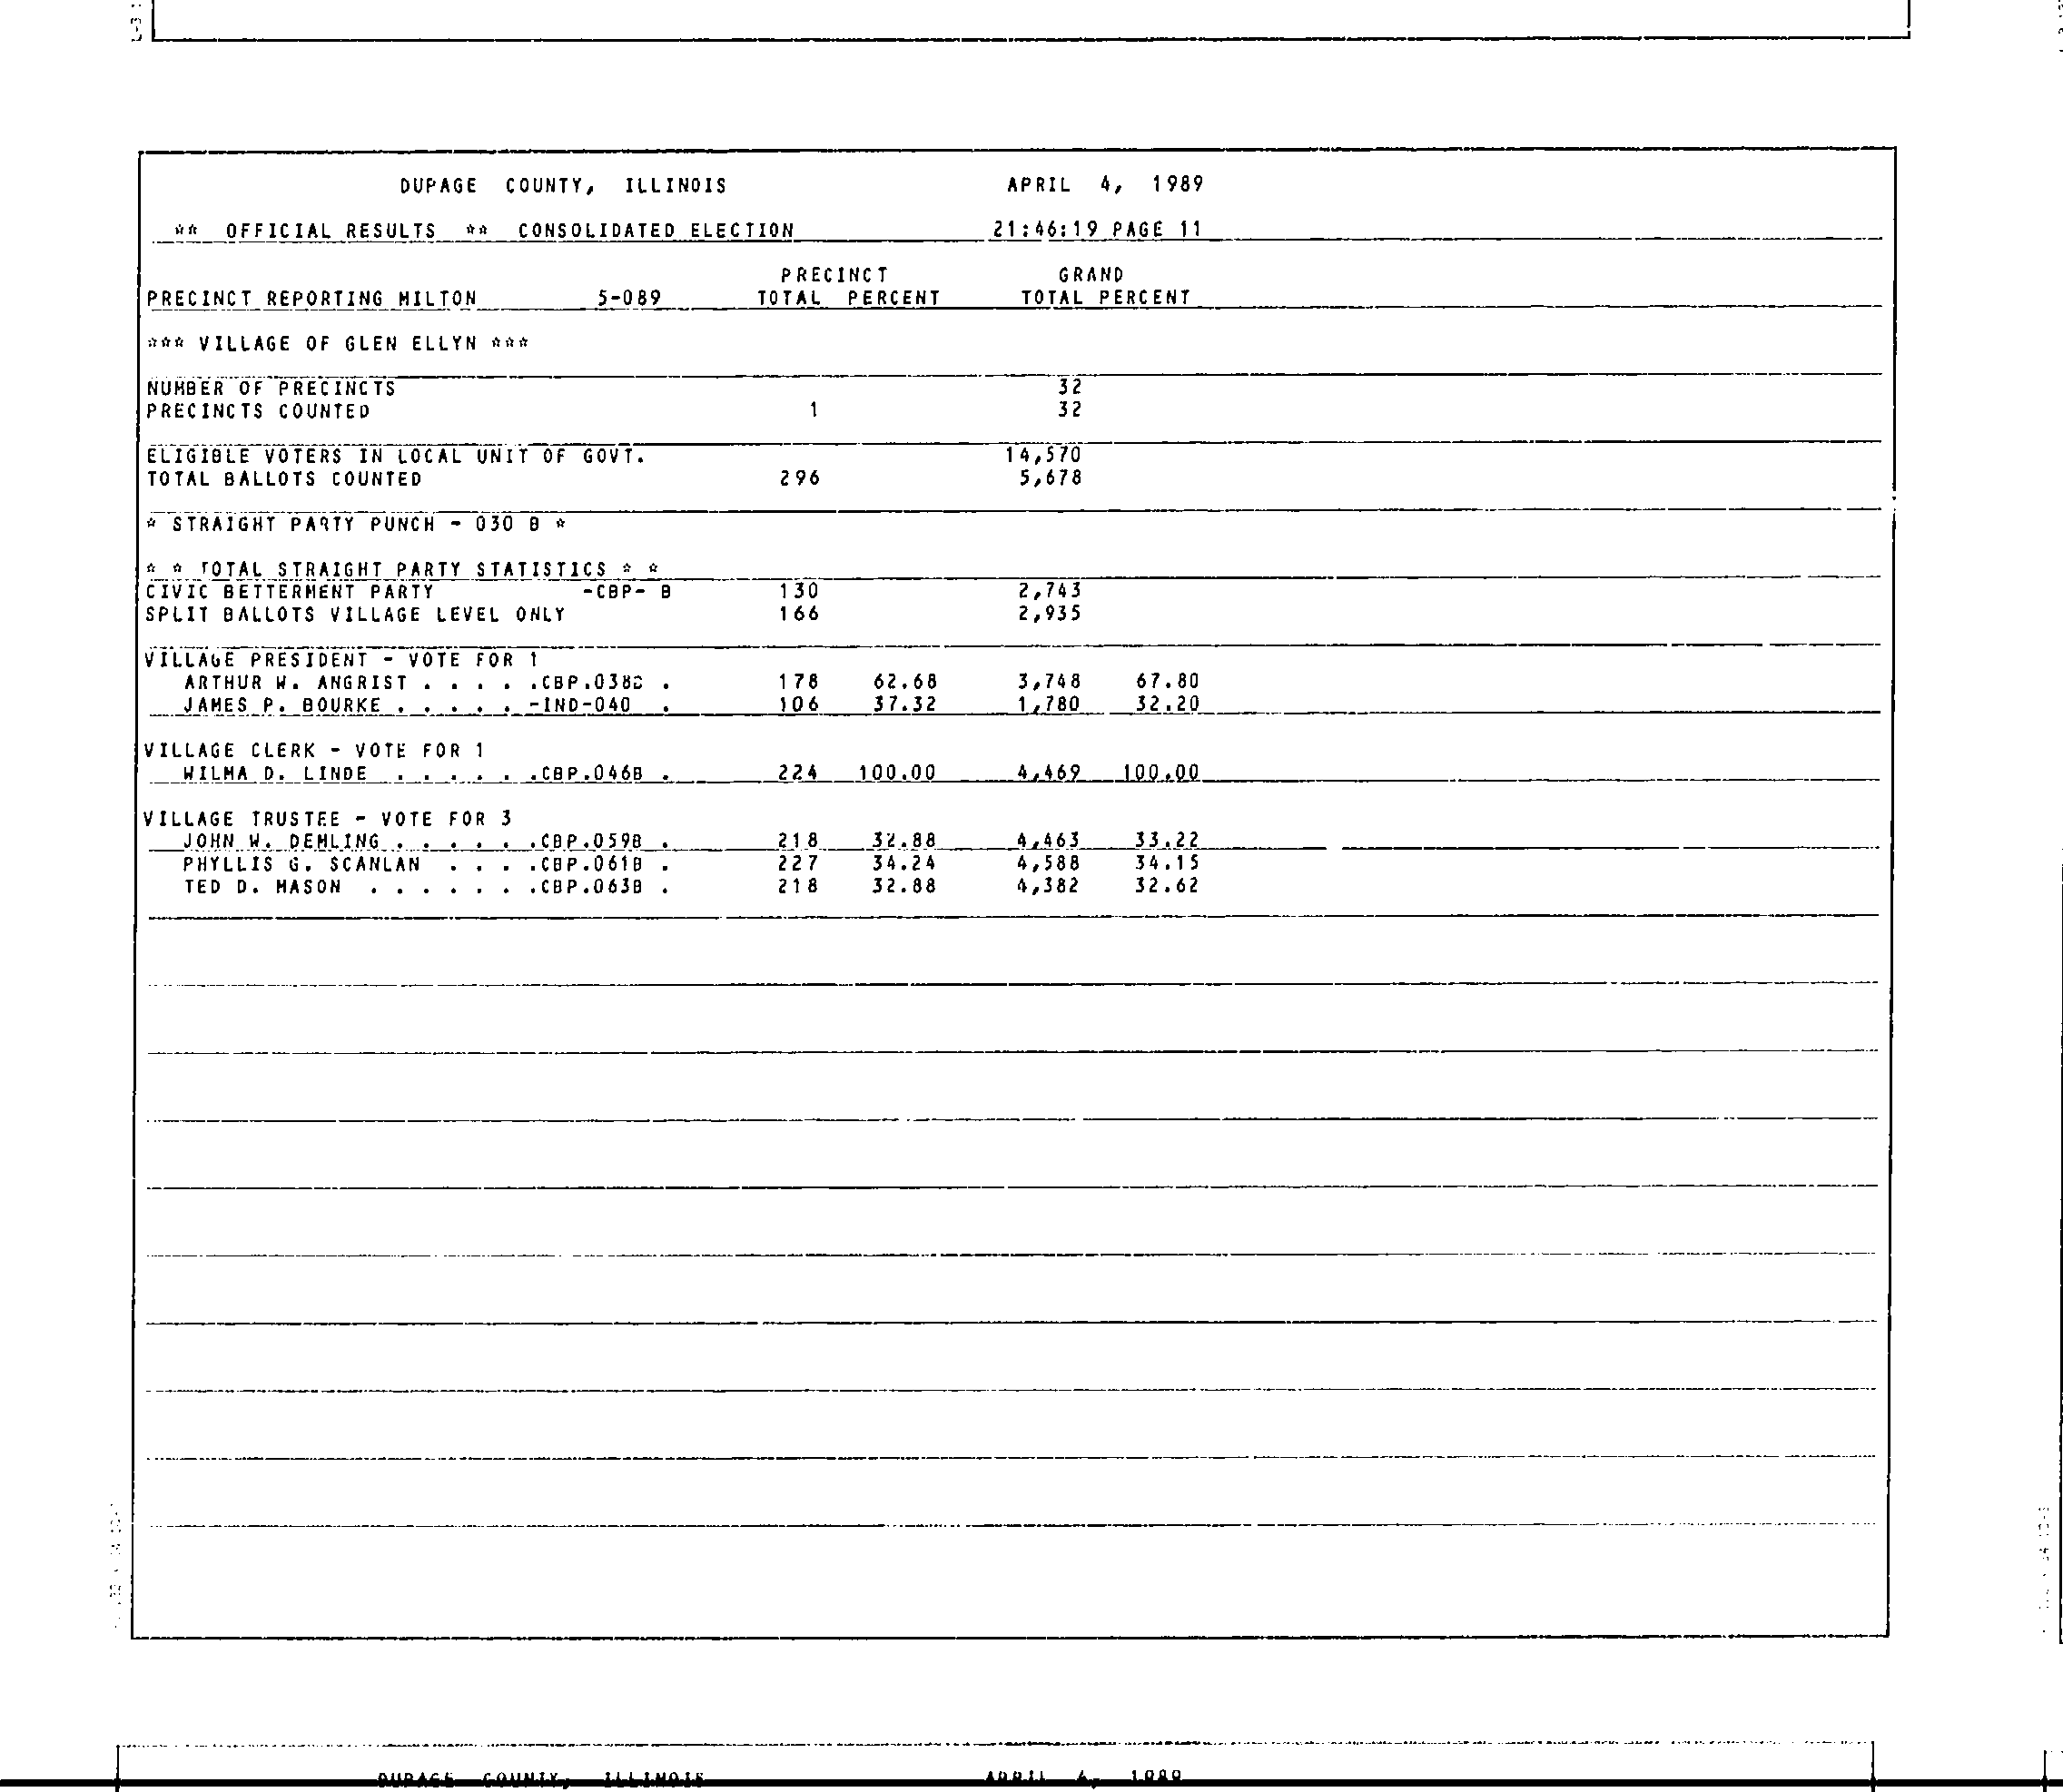 DUPAGE COUNTY, ILLINOIS APRIL 4, 1989
** OFFICIAL RESULTS ** CONSOLIDATED ELECTION 21:46:19 PAGE 11
PRECINCT GRAND
PRECINCT REPORTING MILTON 5-089 TOTAL PERCENT TOTAL PERCENT
*** VILLAGE OF GLEN ELLYN ***
NUMBER OF PRECINCTS 32
PRECINCTS COUNTED 1 32
ELIGIBLE VOTERS IN LOCAL UNIT OF GOVT. 14,570
TOTAL BALLOTS COUNTED 296 5,678
* STRAIGHT PARTY PUNCH - 030 B *
* * TOTAL STRAIGHT PARTY STATISTICS * *
CIVIC BETTERMENT PARTY -CBP- B 130 2,743
SPLIT BALLOTS VILLAGE LEVEL ONLY 166 2,935
VILLAGE PRESIDENT - VOTE FOR 1
ARTHUR W. ANGRIST . . . . .CBP.038B . 178 62.68 3,748 67.80
JAMES P. BOURKE . . . . . -IND-040 . 106 37.32 1,780 32.20
VILLAGE CLERK - VOTE FOR 1
WILMA D. LINDE . . . . . .CBP.046B . 224 100.00 4,469 100.00
VILLAGE TRUSTEE - VOTE FOR 3
JOHN W. DEMLING . . . . . .CBP.059B . 218 32.88 4,463 33.22
PHYLLIS G. SCANLAN . . . .CBP.061B . 227 34.24 4,588 34.15
TED D. MASON . . . . . . .CBP.063B . 218 32.88 4,382 32.62
DUPAGE COUNTY, ILLINOIS APRIL 4, 1989